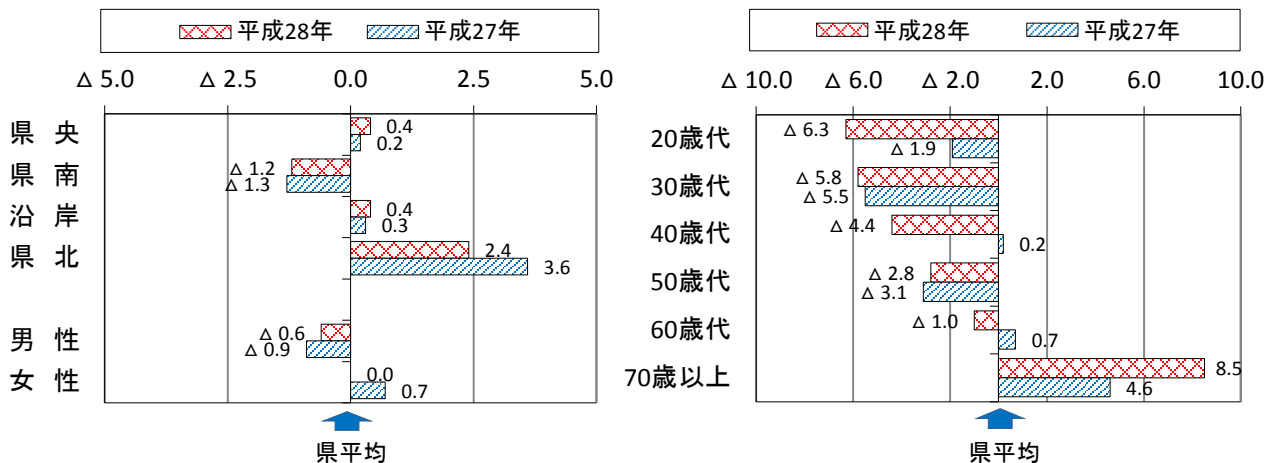 平成28年 平成27年
△ 5.0 △ 2.5 0.0 2.5 5.0
県 央 0.4
0.2
県 南 △ 1.2
△ 1.3
沿 岸 0.4
0.3
県 北 2.4
3.6
男 性 △ 0.6
△ 0.9
女 性 0.0
0.7
県平均
平成28年 平成27年
△ 10.0 △ 6.0 △ 2.0 2.0 6.0 10.0
20歳代 △ 6.3
△ 1.9
30歳代 △ 5.8
△ 5.5
40歳代 △ 4.4
0.2
50歳代 △ 2.8
△ 3.1
60歳代 △ 1.0
0.7
70歳以上 8.5
4.6
県平均